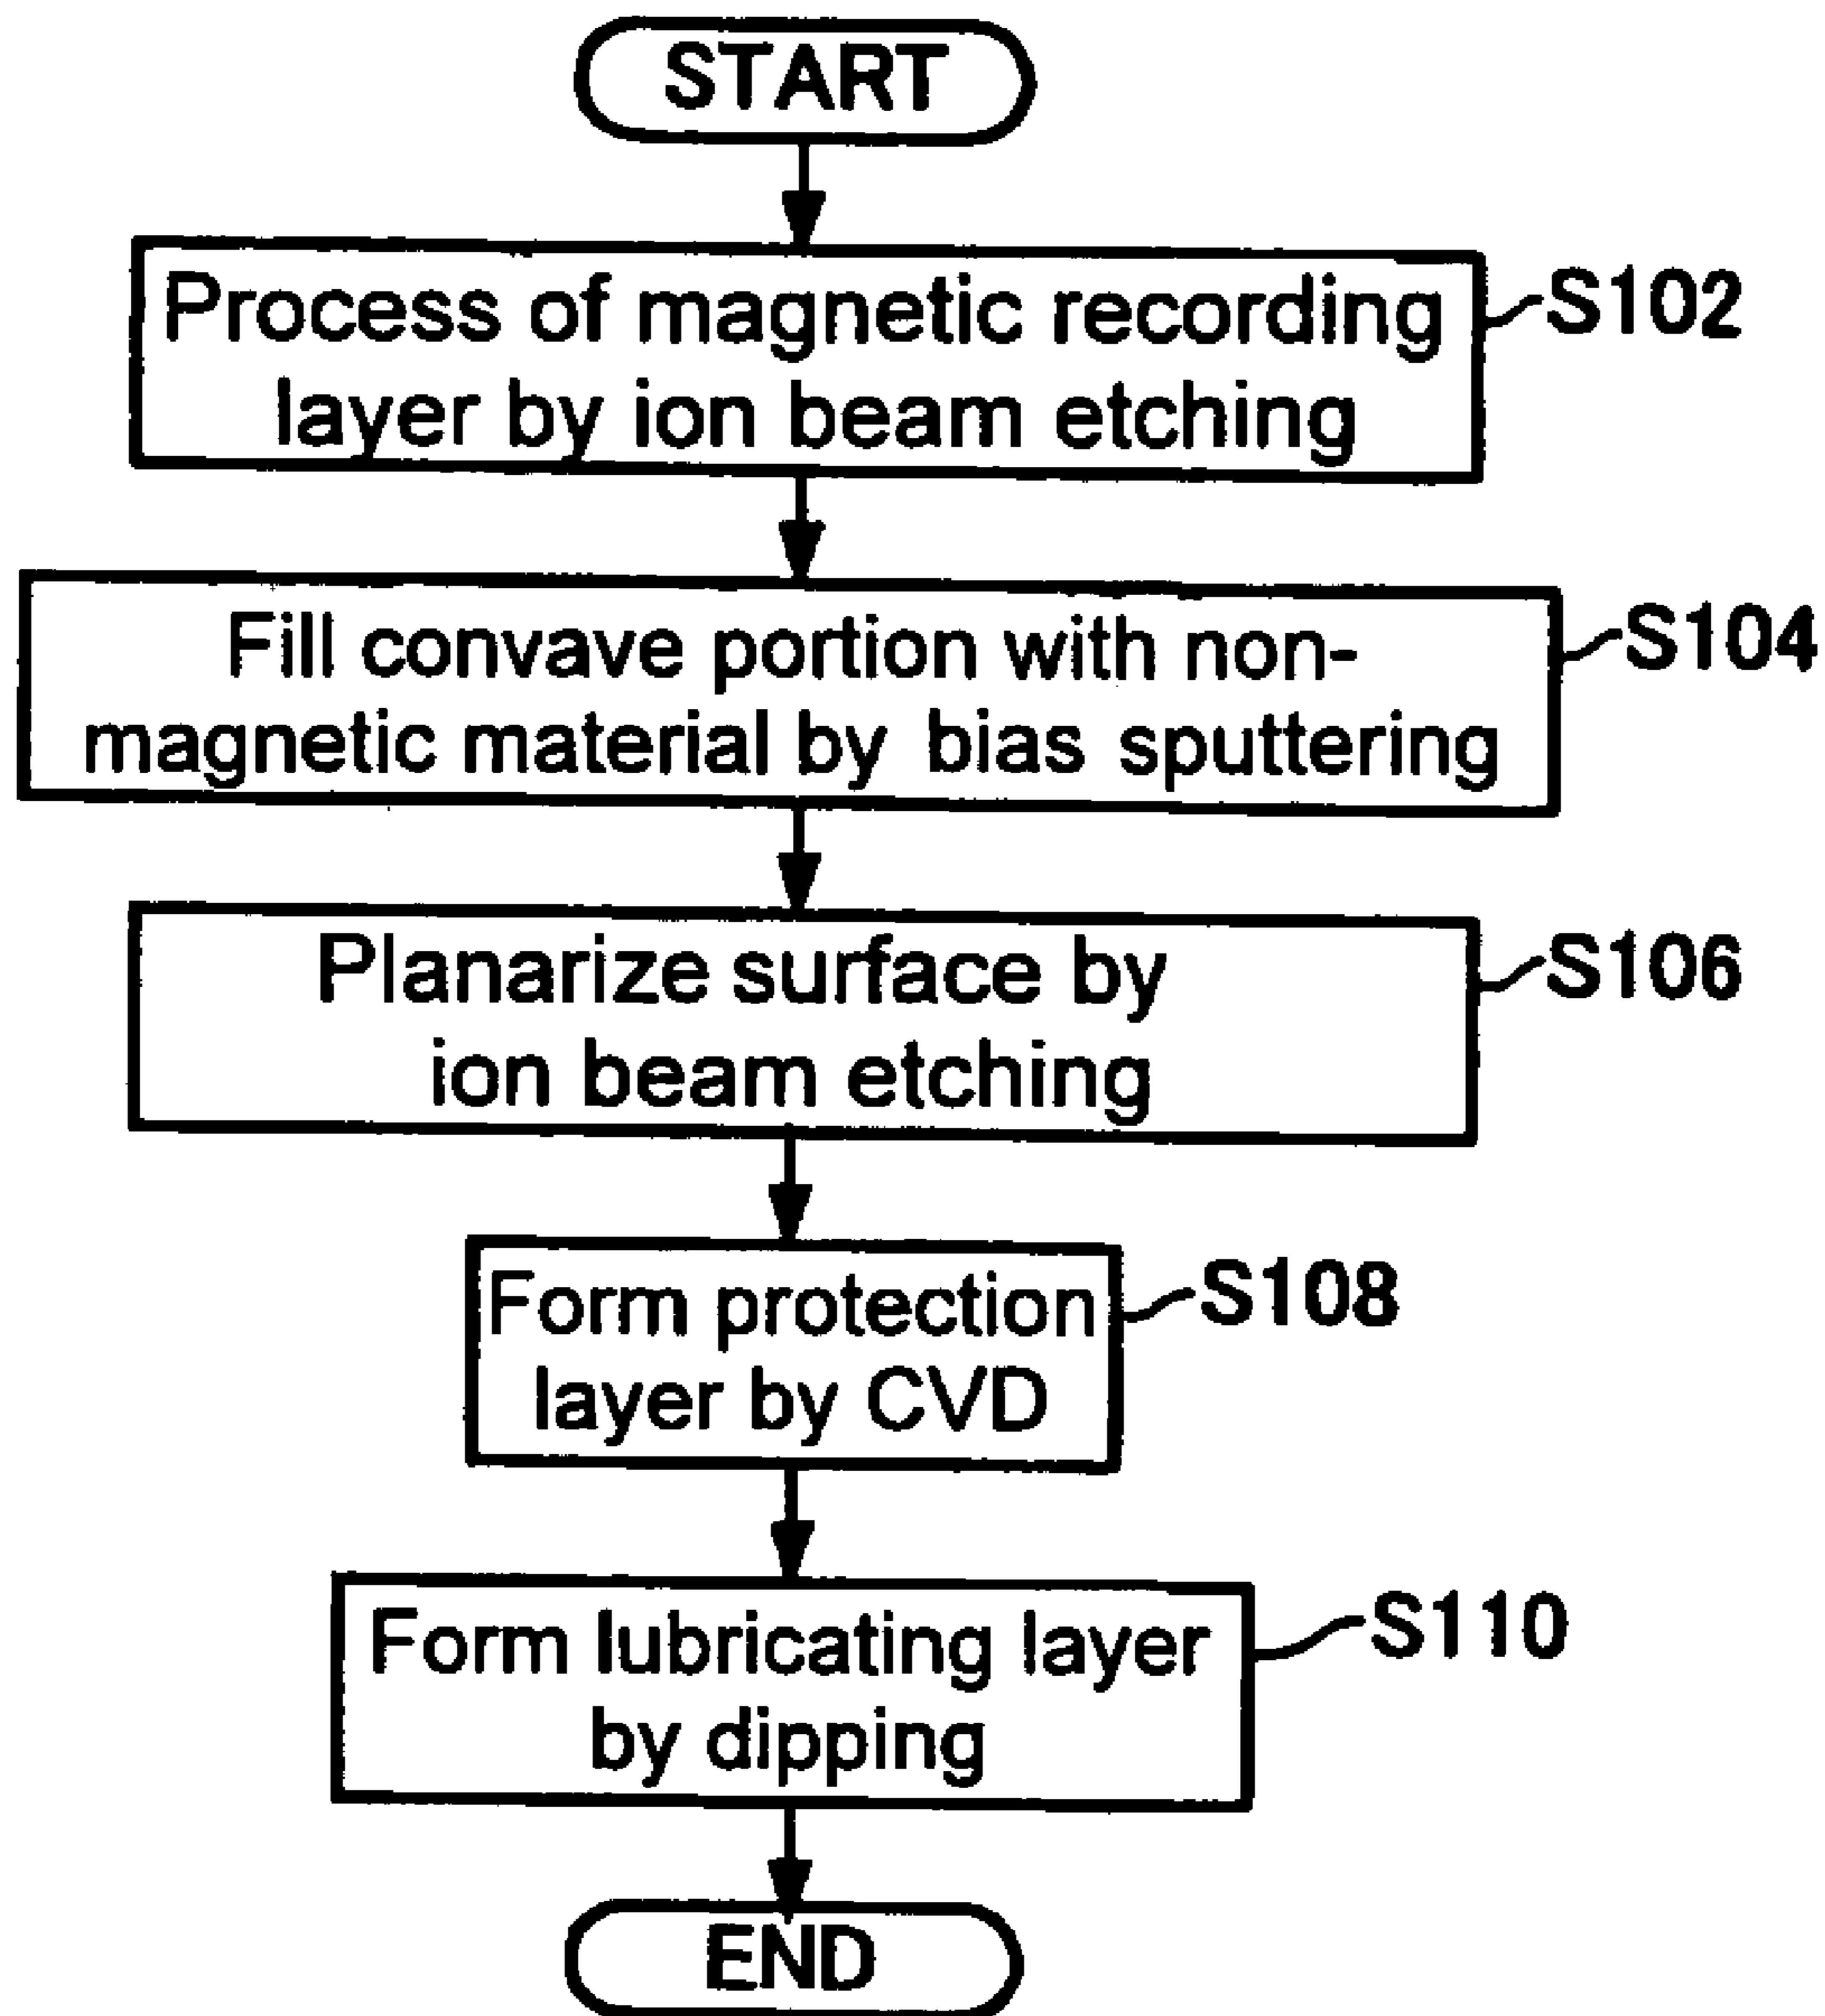 START
Process of magnetic recording
layer by ion beam etching
S102
Fill convave portion with non-
magnetic material by bias sputtering
S104
Planarize surface by
ion beam etching
S106
Form protection
layer by CVD
S108
Form lubricating layer
by dipping
S110
END